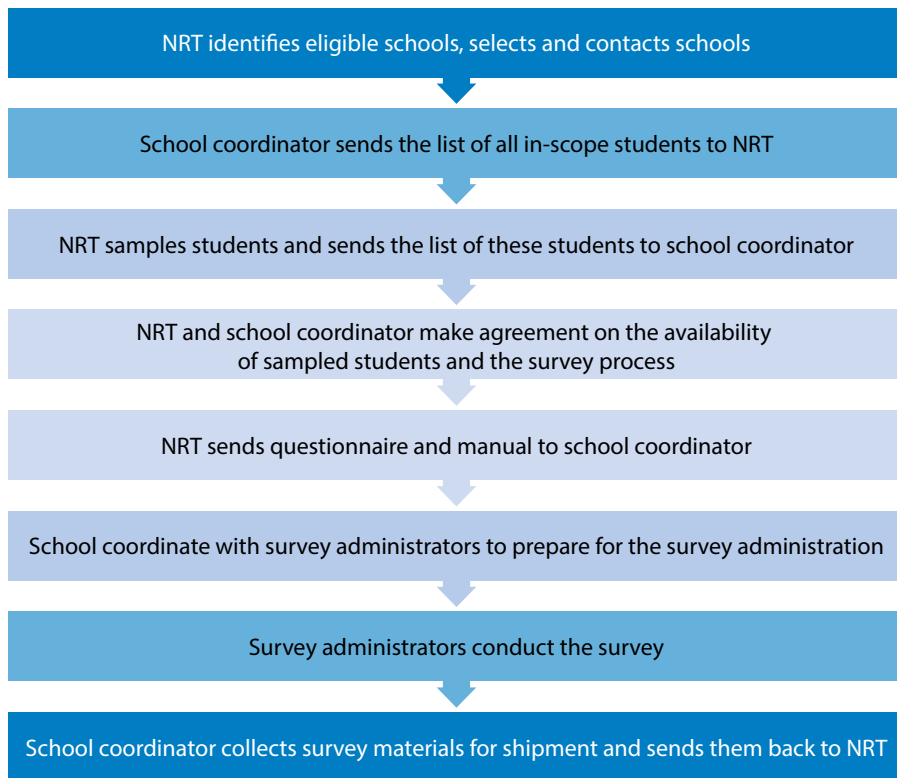 NRT identifies eligible schools, selects and contacts schools
School coordinator sends the list of all in-scope students to NRT
NRT samples students and sends the list of these students to school coordinator
NRT and school coordinator make agreement on the availability
of sampled students and the survey process
NRT sends questionnaire and manual to school coordinator
School coordinate with survey administrators to prepare for the survey administration
Survey administrators conduct the survey
School coordinator collects survey materials for shipment and sends them back to NRT